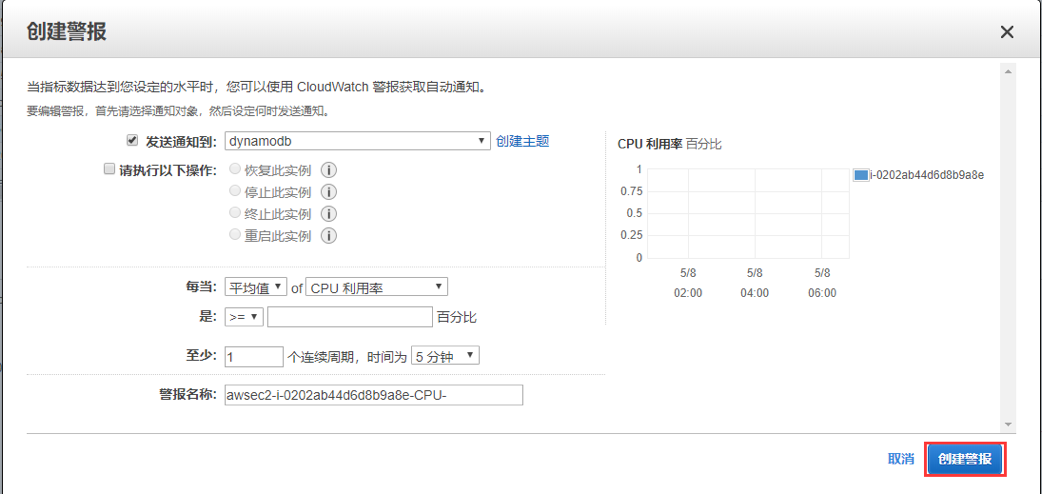 创建警报
当指标数据达到您设定的水平时，您可以使用 CloudWatch 警报获取自动通知。
要编辑警报，首先请选择通知对象，然后设定何时发送通知。
发送通知到: dynamodb 创建主题
请执行以下操作: 恢复此实例
停止此实例
终止此实例
重启此实例
每当: 平均值 of CPU 利用率
是: >= 百分比
至少: 1 个连续周期，时间为 5 分钟
警报名称: awsec2-i-0202ab44d6d8b9a8e-CPU-
CPU 利用率 百分比
i-0202ab44d6d8b9a8e
1
0.75
0.5
0.25
0
5/8 5/8 5/8
02:00 04:00 06:00
取消 创建警报